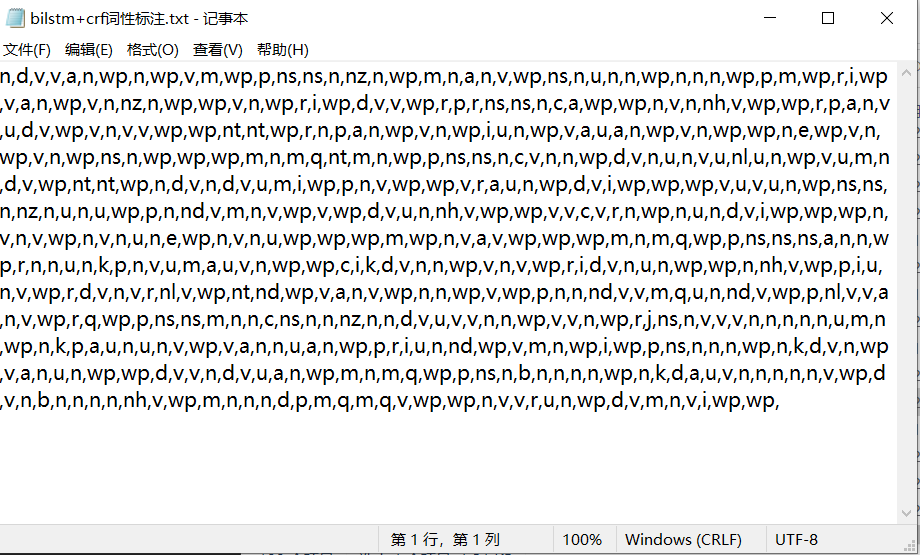 bilstm+crf词性标注.txt - 记事本
文件(F) 编辑(E) 格式(O) 查看(V) 帮助(H)
n,d,v,v,a,n,wp,n,wp,v,m,wp,p,ns,ns,n,nz,n,wp,m,n,a,n,v,wp,ns,n,u,n,n,wp,n,n,n,wp,p,m,wp,r,i,wp
,v,a,n,wp,v,n,nz,n,wp,wp,v,n,wp,r,i,wp,d,v,v,wp,r,p,r,ns,ns,n,c,a,wp,wp,n,v,n,nh,v,wp,wp,r,p,a,n,v
,u,d,v,wp,v,n,v,v,wp,wp,nt,nt,wp,r,n,p,a,n,wp,v,n,wp,i,u,n,wp,v,a,u,a,n,wp,v,n,wp,wp,n,e,wp,v,n,
wp,v,n,wp,ns,n,wp,wp,wp,m,n,m,q,nt,m,n,wp,p,ns,ns,n,c,v,n,n,wp,d,v,n,u,n,v,u,nl,u,n,wp,v,u,m,n
,d,v,wp,nt,nt,wp,n,d,v,n,d,v,u,m,i,wp,p,n,v,wp,wp,v,r,a,u,n,wp,d,v,i,wp,wp,wp,v,u,v,u,n,wp,ns,ns,
n,nz,n,u,n,u,wp,p,n,nd,v,m,n,v,wp,v,wp,d,v,u,n,nh,v,wp,wp,v,v,c,v,r,n,wp,n,u,n,d,v,i,wp,wp,wp,n,
v,n,v,wp,n,v,n,u,n,e,wp,n,v,n,u,wp,wp,wp,m,wp,n,v,a,v,wp,wp,wp,m,n,m,q,wp,p,ns,ns,ns,a,n,n,w
p,r,n,n,u,n,k,p,n,v,u,m,a,u,v,n,wp,wp,c,i,k,d,v,n,n,wp,v,n,v,wp,r,i,d,v,n,u,n,wp,wp,n,nh,v,wp,p,i,u,
n,v,wp,r,d,v,n,v,r,nl,v,wp,nt,nd,wp,v,a,n,v,wp,n,n,wp,v,wp,p,n,n,nd,v,v,m,q,u,n,nd,v,wp,p,nl,v,v,a
,n,v,wp,r,q,wp,p,ns,ns,m,n,n,c,ns,n,n,nz,n,n,d,v,u,v,v,n,n,wp,v,v,n,wp,r,j,ns,n,v,v,v,n,n,n,n,n,u,m,n
,wp,n,k,p,a,u,n,u,n,v,wp,v,a,n,n,u,a,n,wp,p,r,i,u,n,nd,wp,v,m,n,wp,i,wp,p,ns,n,n,n,wp,n,k,d,v,n,wp
,v,a,n,u,n,wp,wp,d,v,v,n,d,v,u,a,n,wp,m,n,m,q,wp,p,ns,n,b,n,n,n,n,wp,n,k,d,a,u,v,n,n,n,n,n,v,wp,d
,v,n,b,n,n,n,n,nh,v,wp,m,n,n,n,d,p,m,q,m,q,v,wp,wp,n,v,v,r,u,n,wp,d,v,m,n,v,i,wp,wp,
第 1 行，第 1 列 100% Windows (CRLF) UTF-8